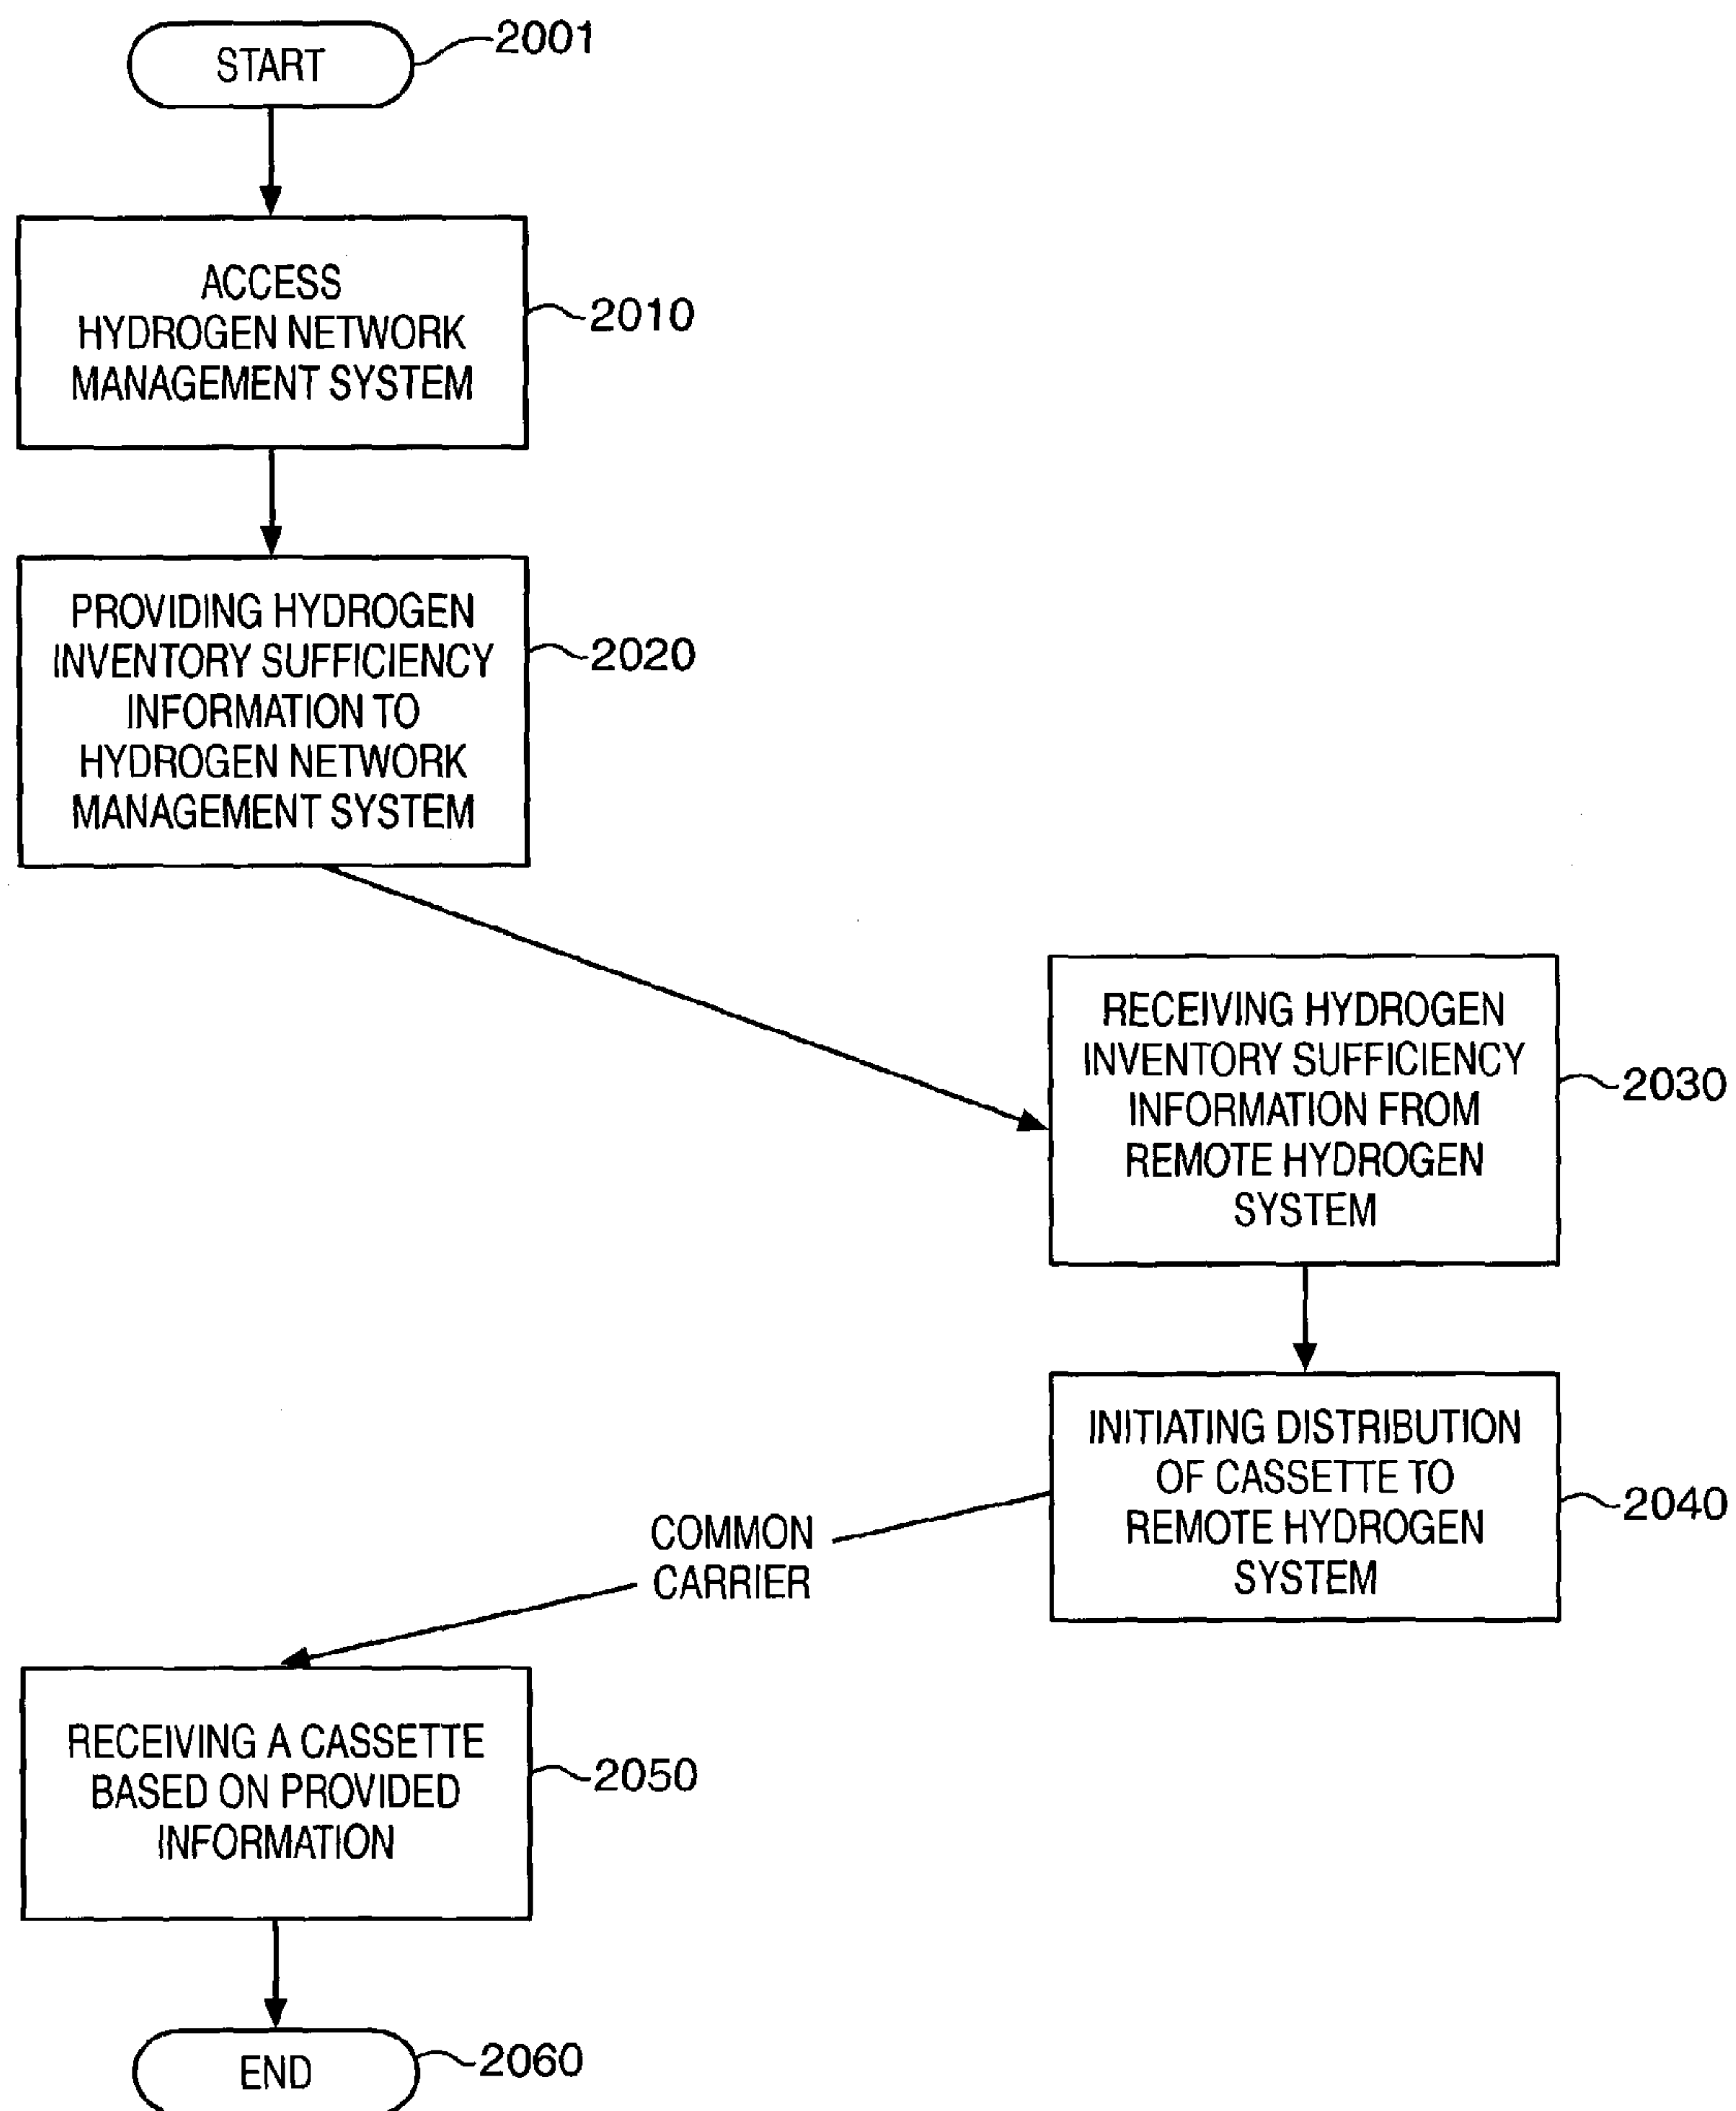 START
2001
ACCESS
HYDROGEN NETWORK
MANAGEMENT SYSTEM
2010
PROVIDING HYDROGEN
INVENTORY SUFFICIENCY
INFORMATION TO
HYDROGEN NETWORK
MANAGEMENT SYSTEM
2020
RECEIVING HYDROGEN
INVENTORY SUFFICIENCY
INFORMATION FROM
REMOTE HYDROGEN
SYSTEM
2030
INITIATING DISTRIBUTION
OF CASSETTE TO
REMOTE HYDROGEN
SYSTEM
2040
COMMON
CARRIER
RECEIVING A CASSETTE
BASED ON PROVIDED
INFORMATION
2050
END
2060